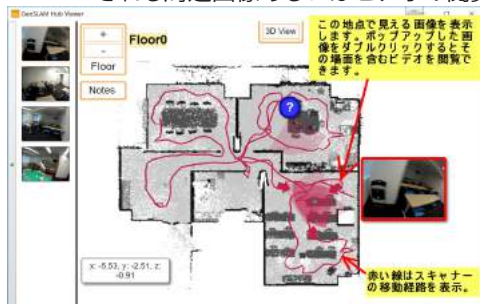 GeoSLAM Hub Viewer
+
-
Floor
Notes
Floor0
3D View
?
この地点で見える画像を表示
します。ポップアップした画
像をダブルクリックするとそ
の場面を含むビデオを閲覧で
きます。
x: -5.53, y: -2.51, z:
-0.91
赤い線はスキャナー
の移動経路を表示。